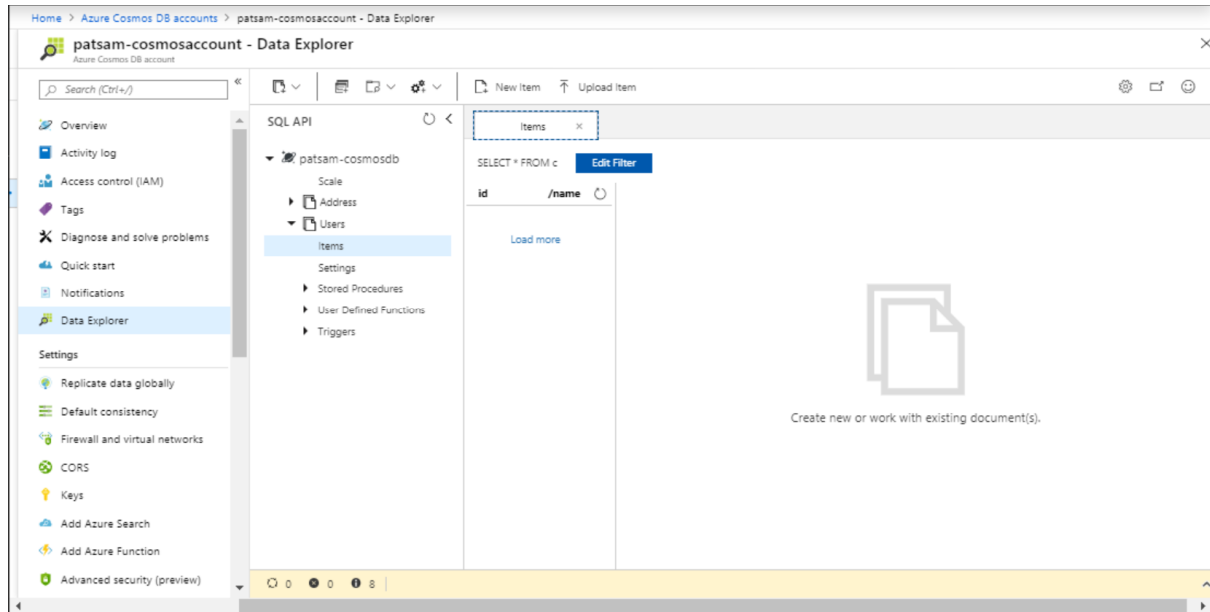 Home > Azure Cosmos DB accounts > patsam-cosmosaccount - Data Explorer
patsam-cosmosaccount - Data Explorer
Azure Cosmos DB account
Search (Ctrl+/)
Overview
Activity log
Access control (IAM)
Tags
Diagnose and solve problems
Quick start
Notifications
Data Explorer
Settings
Replicate data globally
Default consistency
Firewall and virtual networks
CORS
Keys
Add Azure Search
Add Azure Function
Advanced security (preview)
New Item Upload Item
SQL API
patsam-cosmosdb
Scale
Address
Users
Items
Settings
Stored Procedures
User Defined Functions
Triggers
Items
SELECT * FROM c Edit Filter
id /name
Load more
Create new or work with existing document(s).
0 0 8